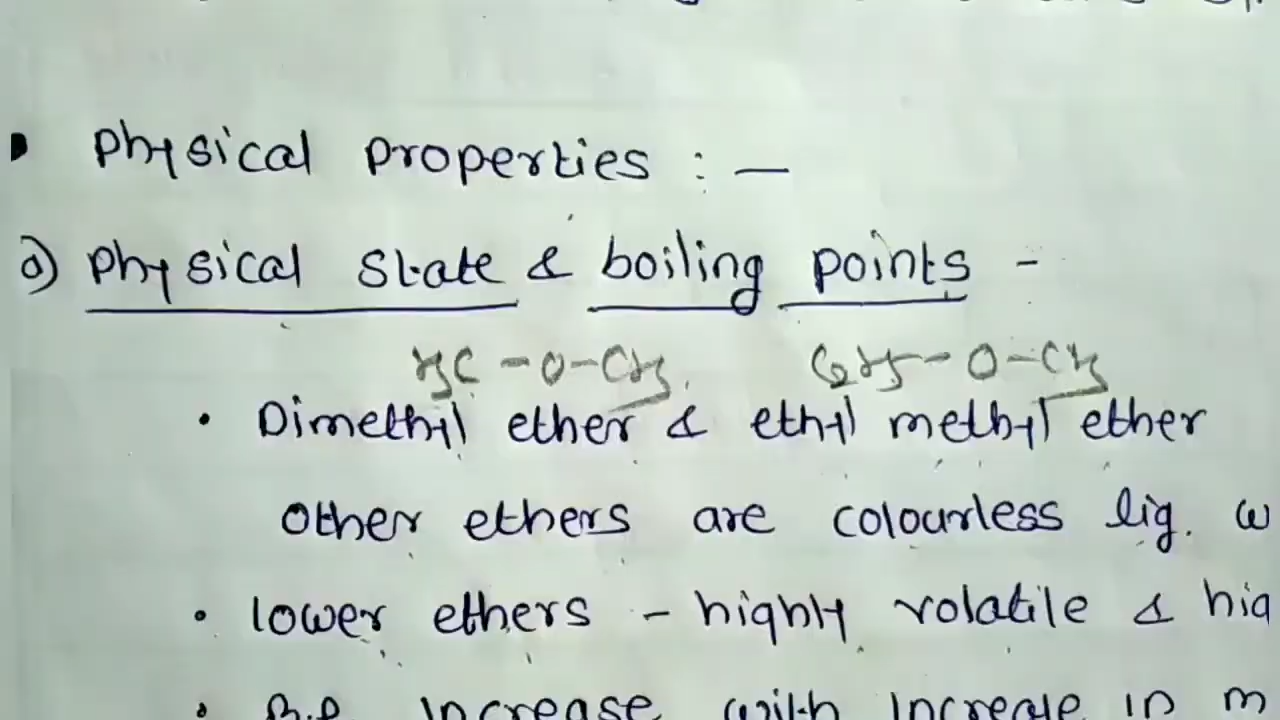 Physical properties : —
a) Physical state & boiling points -
H3C - O - CH3, C2H5 - O - CH3
• Dimethyl ether & ethyl methyl ether
other ethers are colourless liq. w
• lower ethers - highly volatile & hig
• B.P. increase with increase in m